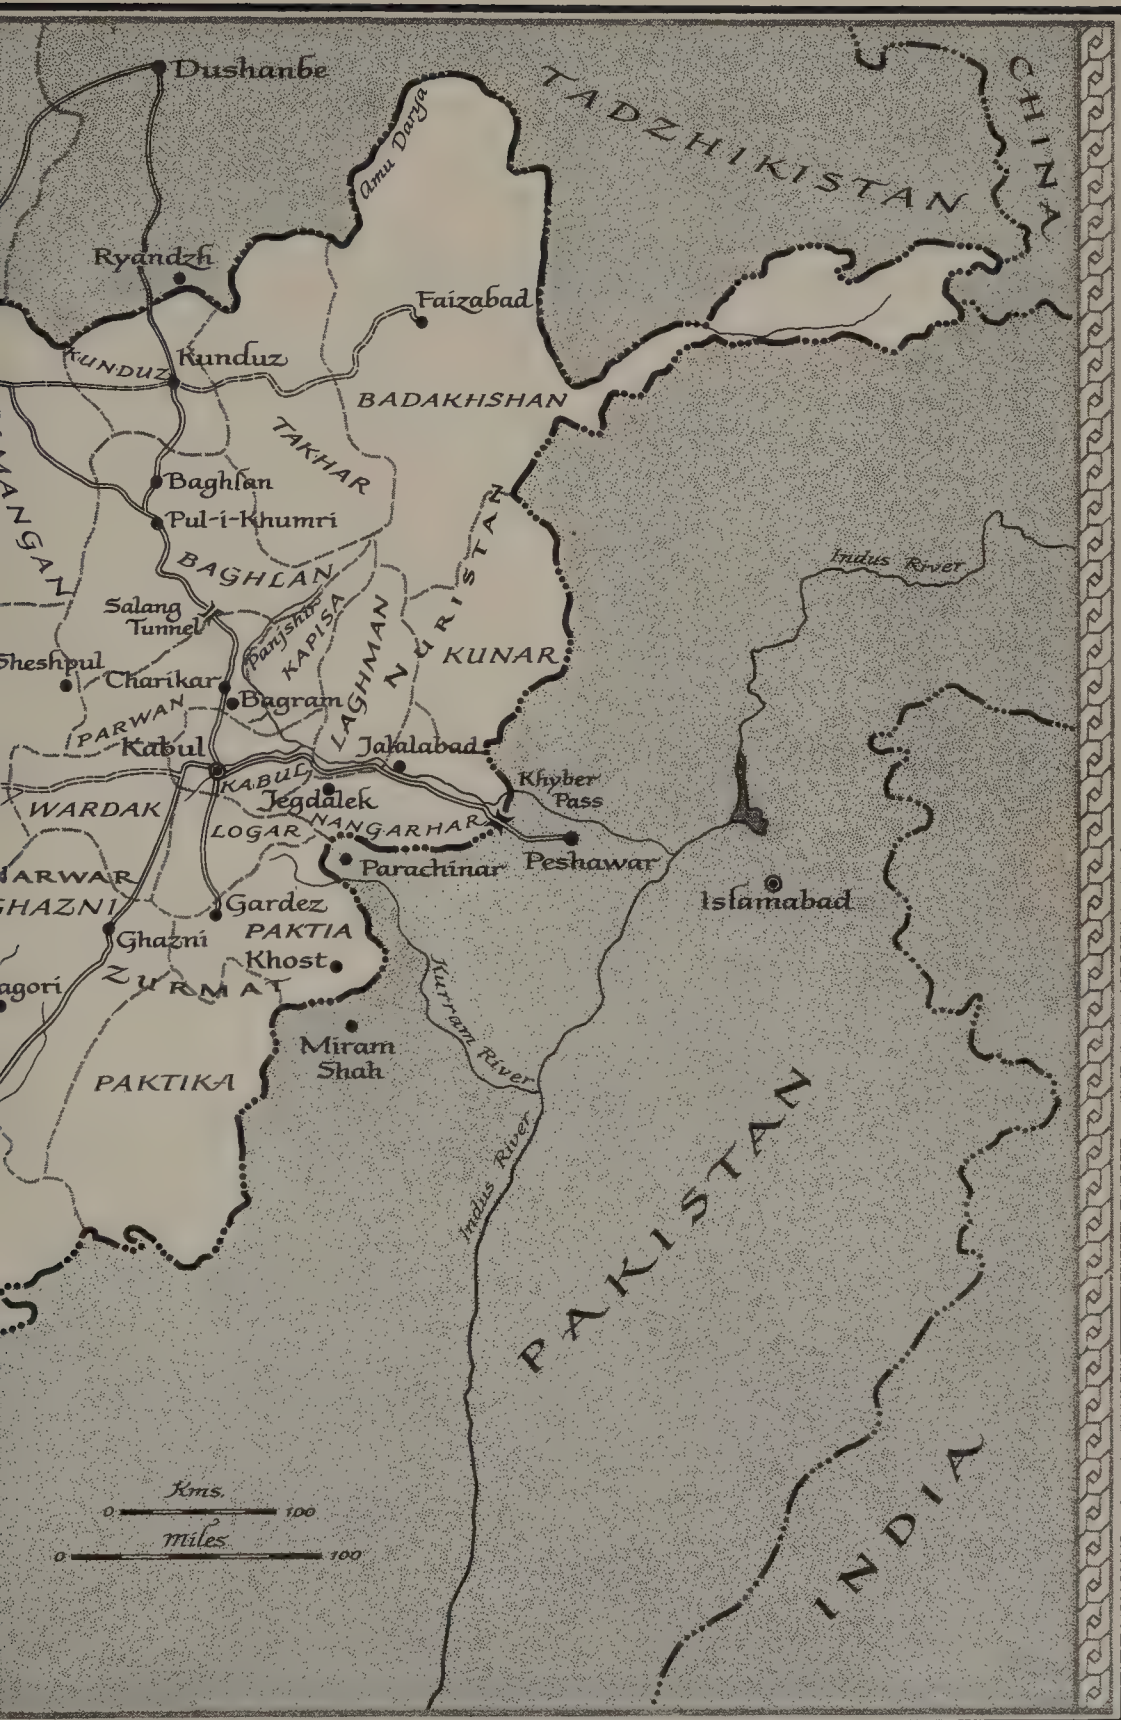 Dushanbe
TADZHIKISTAN
CHINA
Amu Darya
Ryandzh
Faizabad
KUNDUZ
Kunduz
BADAKHSHAN
TAKHAR
MANGAN
Baghlan
Pul-i-Khumri
BAGHLAN
Indus River
Salang
Tunnel
Panjshir
KAPISA
LAGHMAN
NURISTAN
KUNAR
Sheshpul
Charikar
Bagram
PARWAN
Kabul
Jalalabad
KABUL
Khyber
Pass
WARDAK
Jegdalek
LOGAR
NANGARHAR
Parachinar
Peshawar
Islamabad
ARWAR
GHAZNI
Gardez
Ghazni
PAKTIA
Khost
ZURMAT
agori
Kurram River
Miram
Shah
PAKTIKA
Indus River
PAKISTAN
INDIA
Kms.
0 100
Miles
0 100